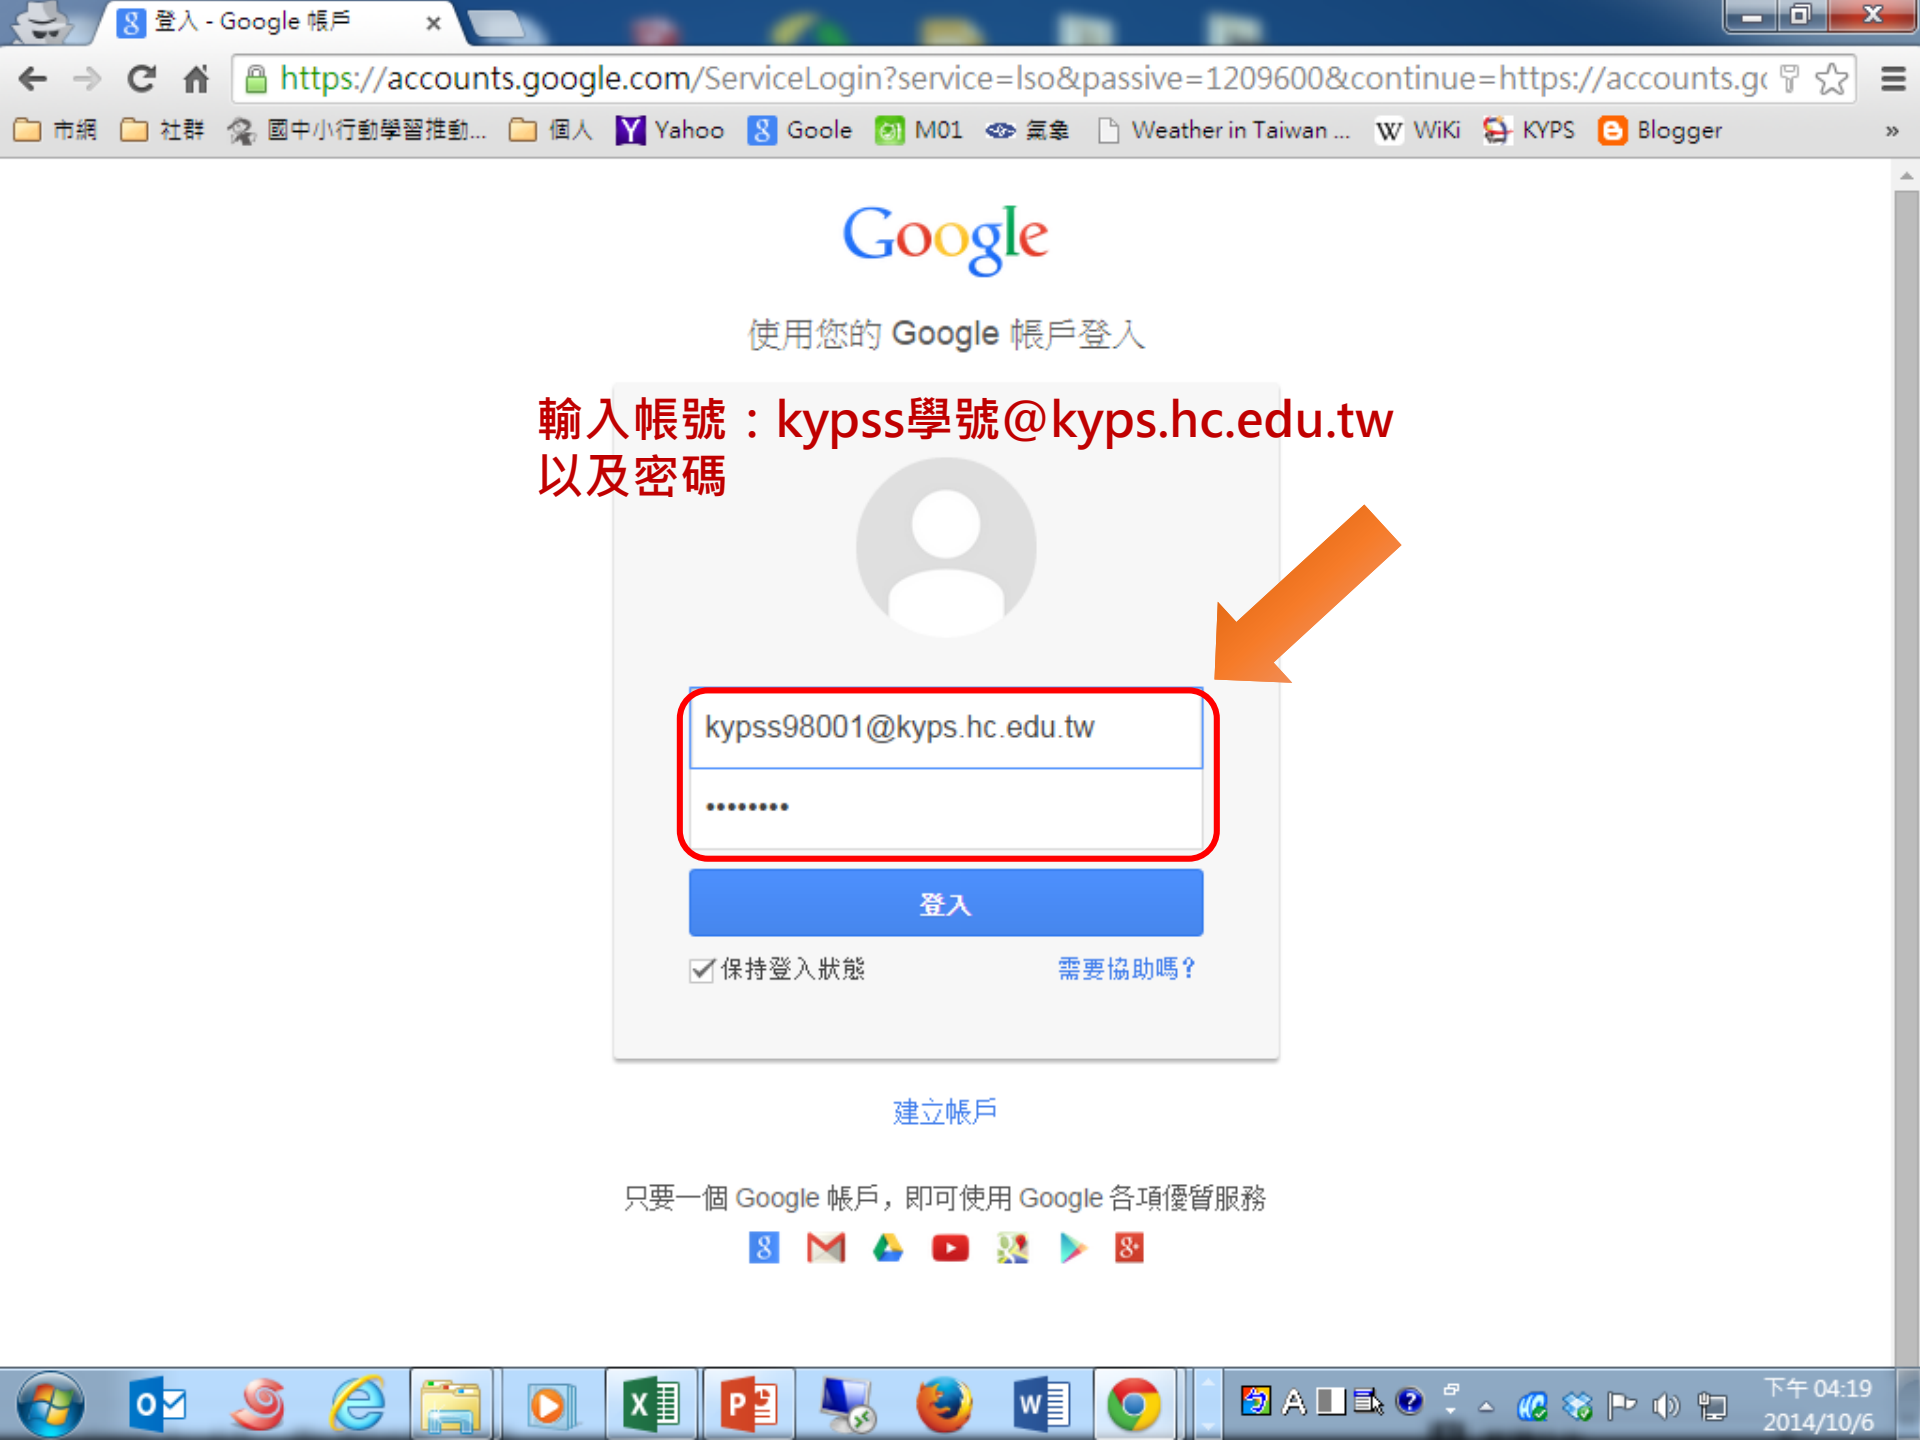 登入 - Google 帳戶
https://accounts.google.com/ServiceLogin?service=lso&passive=1209600&continue=https://accounts.go
市網 社群 國中小行動學習推動... 個人 Yahoo Goole M01 氣象 Weather in Taiwan ... WiKi KYPS Blogger »
Google
使用您的 Google 帳戶登入
輸入帳號：kypss學號@kyps.hc.edu.tw
以及密碼
kypss98001@kyps.hc.edu.tw
••••••••
登入
保持登入狀態 需要協助嗎?
建立帳戶
只要一個 Google 帳戶，即可使用 Google 各項優質服務
下午 04:19
2014/10/6